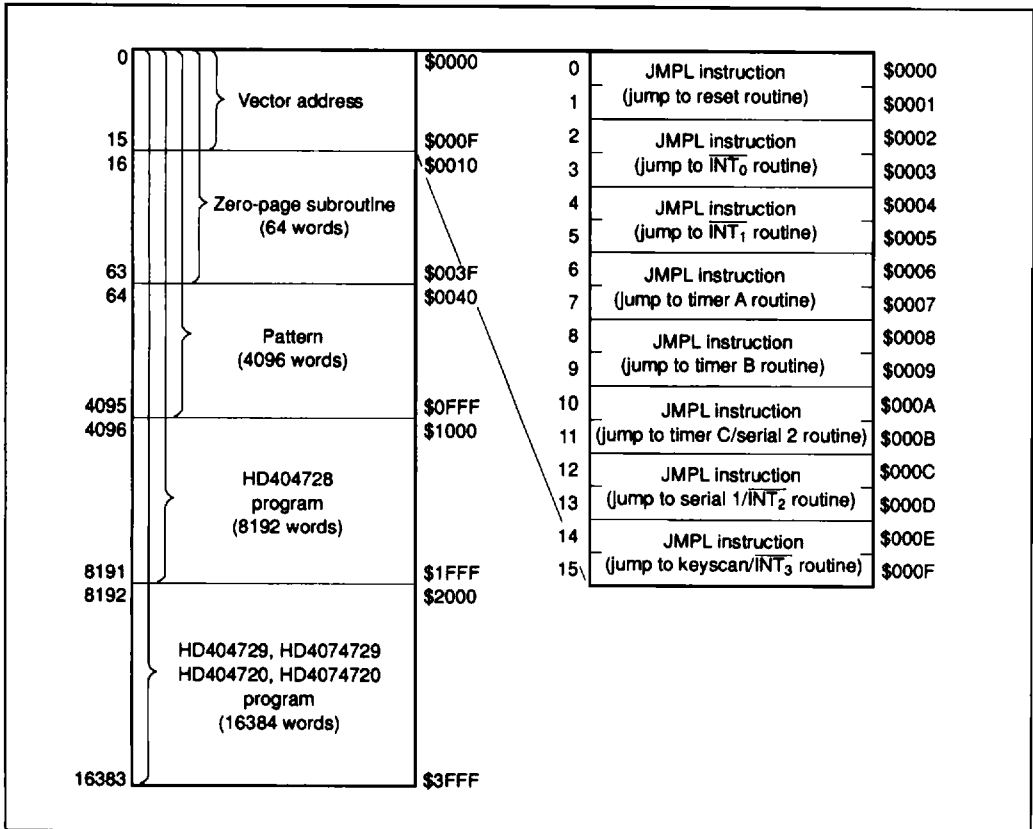 0 $0000
Vector address
15 $000F
16 $0010
Zero-page subroutine
(64 words)
63 $003F
64 $0040
Pattern
(4096 words)
4095 $0FFF
4096 $1000
HD404728
program
(8192 words)
8191 $1FFF
8192 $2000
HD404729, HD4074729
HD404720, HD4074720
program
(16384 words)
16383 $3FFF
0 JMPL instruction $0000
1 (jump to reset routine) $0001
2 JMPL instruction $0002
3 (jump to INT0 routine) $0003
4 JMPL instruction $0004
5 (jump to INT1 routine) $0005
6 JMPL instruction $0006
7 (jump to timer A routine) $0007
8 JMPL instruction $0008
9 (jump to timer B routine) $0009
10 JMPL instruction $000A
11 (jump to timer C/serial 2 routine) $000B
12 JMPL instruction $000C
13 (jump to serial 1/INT2 routine) $000D
14 JMPL instruction $000E
15 (jump to keyscan/INT3 routine) $000F